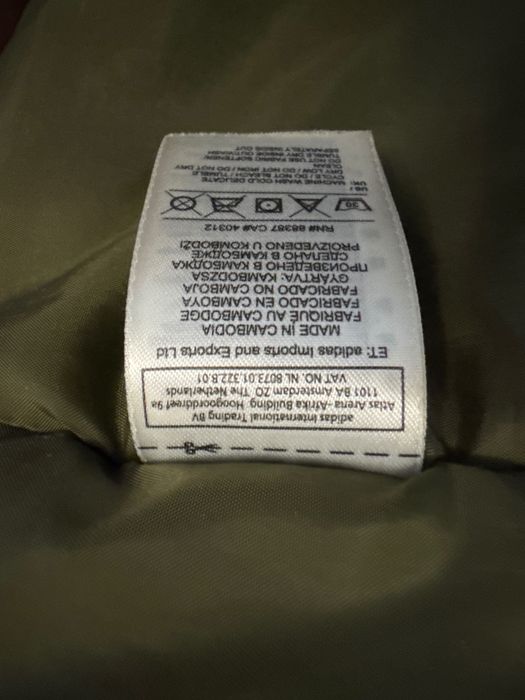 adidas International Trading BV
Atlas Arena -Afrika Building, Hoogoorddreef 9a
1101 BA Amsterdam ZO, The Netherlands
VAT NO. NL 8073.01.322.B.01
ET: adidas Imports and Exports Ltd
MADE IN CAMBODIA
FABRIQUÉ AU CAMBODGE
FABRICADO EN CAMBOYA
FABRICADO NO CAMBOJA
GYÁRTVA: KAMBODZSA
ПРОИЗВЕДЕНО В КАМБОДЖА
СДЕЛАНО В КАМБОДЖЕ
PROIZVEDENO U KOMBODŽI
RN# 88387 CA# 40312
30
US /
UK: MACHINE WASH COLD DELICATE
CYCLE / DO NOT BLEACH / TUMBLE
DRY LOW / DO NOT IRON / DO NOT DRY
CLEAN
DO NOT USE FABRIC SOFTENER/
TUMBLE DRY INSIDE OUT/WASH
SEPARATELY INSIDE OUT